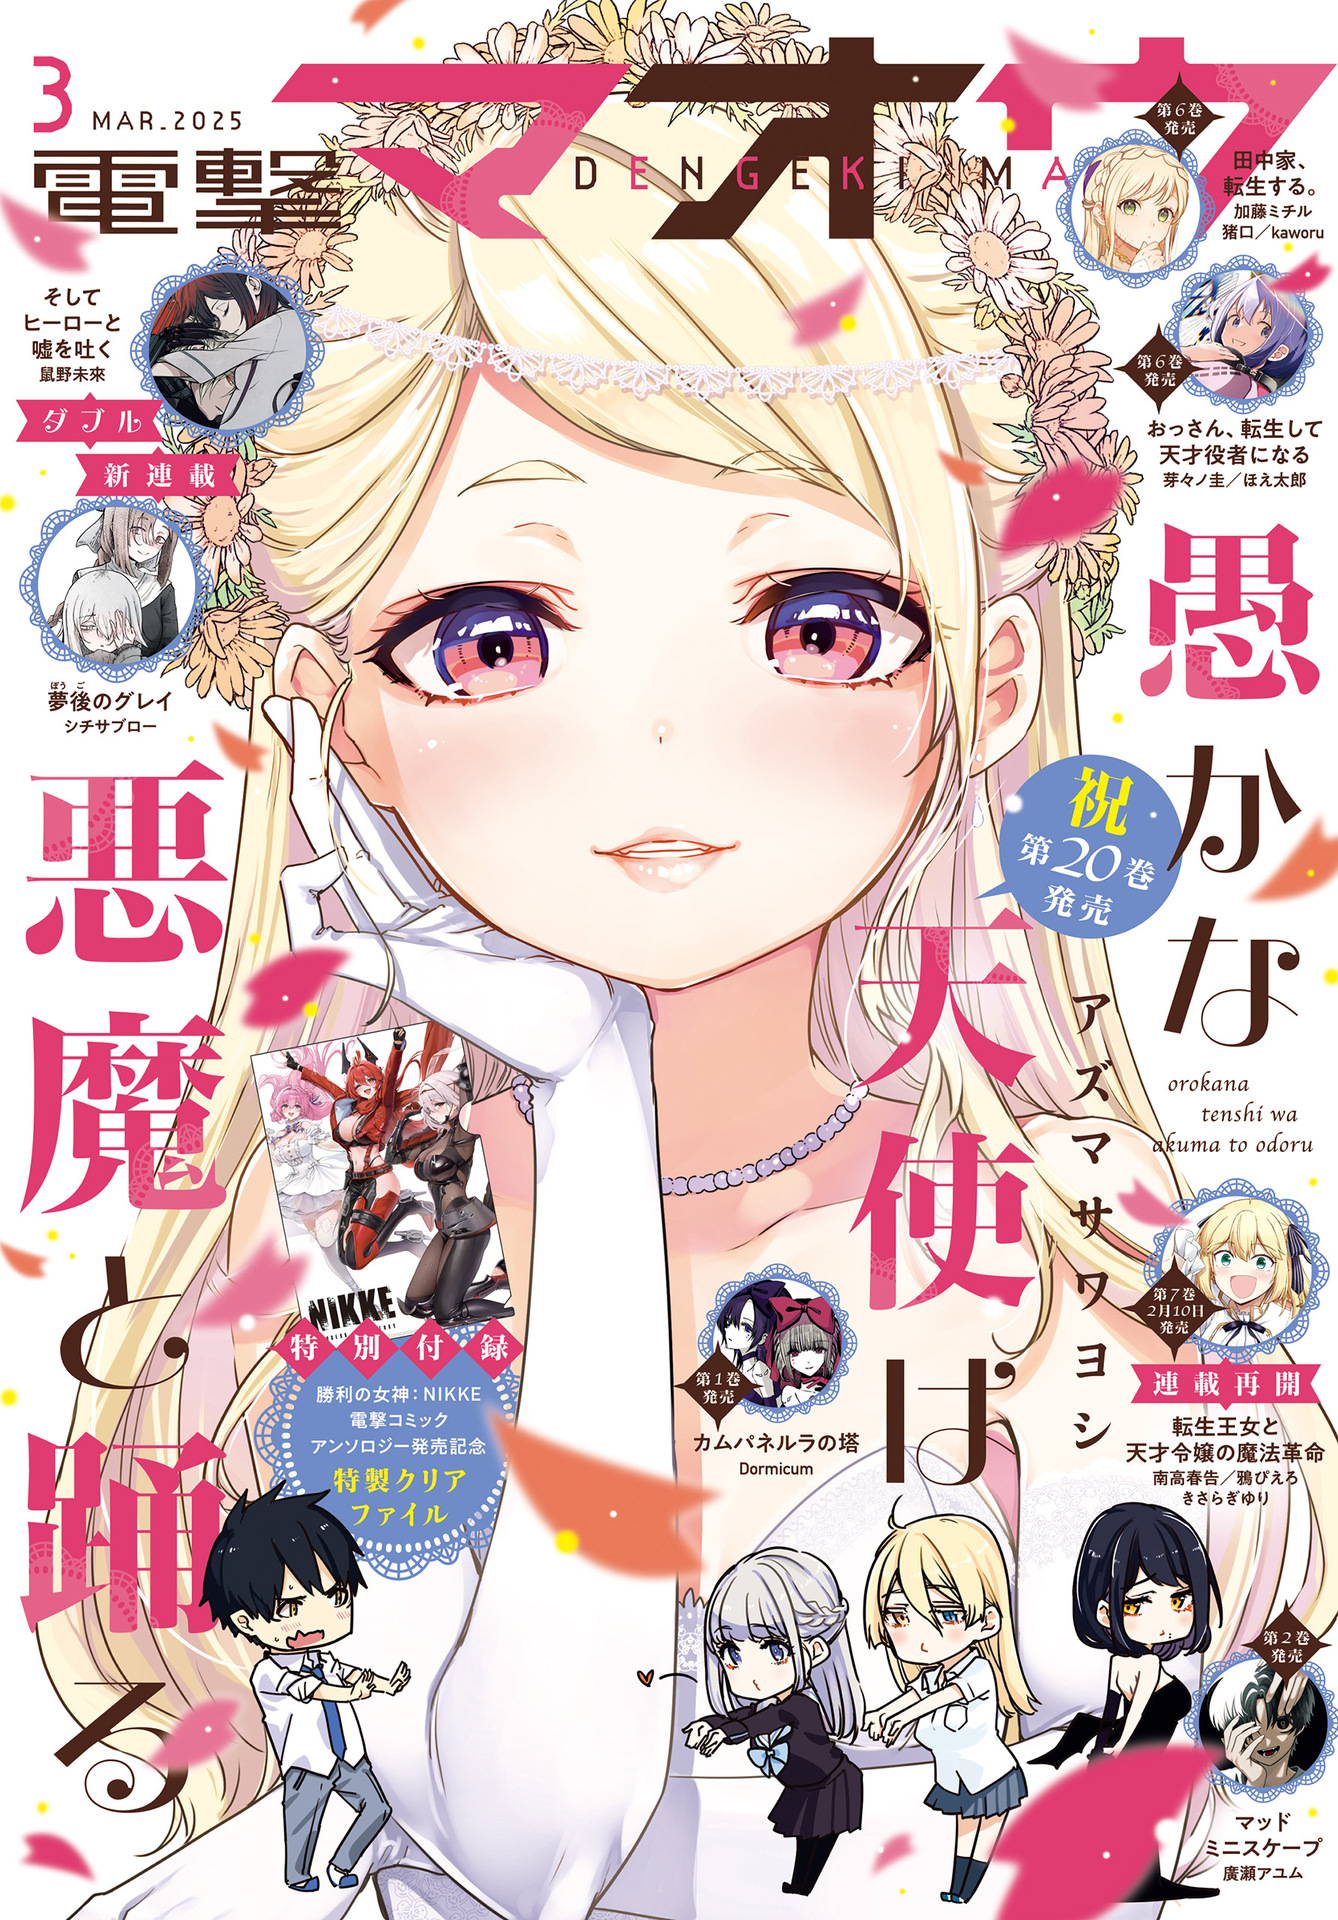 3
MAR_2025
電撃
マオウ
DENGEKI MA
そして
ヒーローと
嘘を吐く
鼠野未來
ダブル
新連載
ぼうご
夢後のグレイ
シチサブロー
第6巻
発売
田中家、
転生する。
加藤ミチル
猪口／kaworu
第6巻
発売
おっさん、転生して
天才役者になる
芽々ノ圭／ほえ太郎
愚かな
天使は
悪魔と踊る
アズマサワヨシ
orokana
tenshi wa
akuma to odoru
祝
第20巻
発売
NIKKE
特別付録
勝利の女神：NIKKE
電撃コミック
アンソロジー発売記念
特製クリア
ファイル
第1巻
発売
カムパネルラの塔
Dormicum
第7巻
2月10日
発売
連載再開
転生王女と
天才令嬢の魔法革命
南高春告／鴉ぴえろ
きさらぎゆり
第2巻
発売
マッド
ミニスケープ
廣瀬アユム